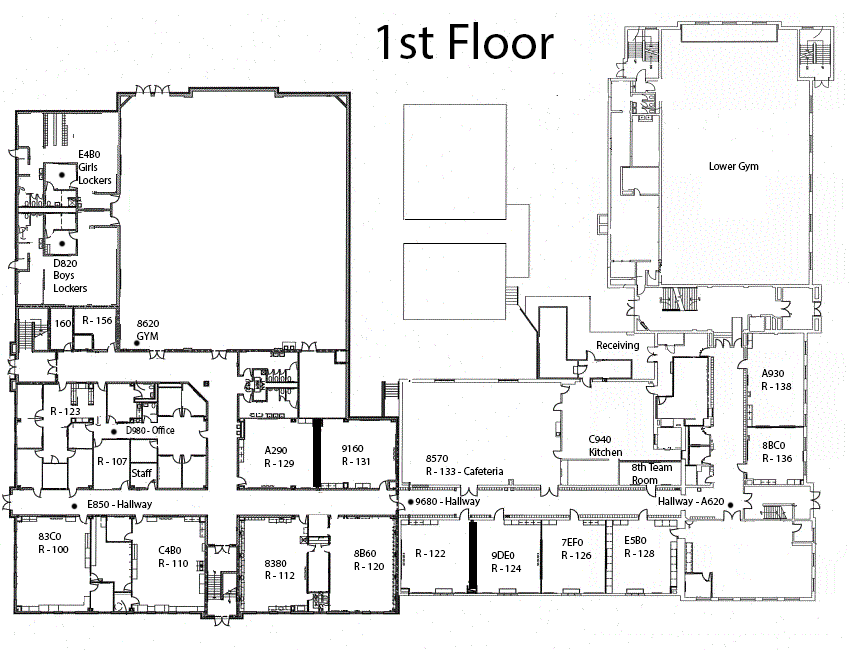 1st Floor
Lower Gym
E4B0
Girls
Lockers
D820
Boys
Lockers
160
R - 156
8620
GYM
Receiving
A930
R - 138
R - 123
D980 - Office
R - 107
Staff
A290
R - 129
9160
R - 131
8570
R - 133 - Cafeteria
C940
Kitchen
8th Team
Room
8BC0
R - 136
E850 - Hallway
9680 - Hallway
Hallway - A620
83C0
R - 100
C4B0
R - 110
8380
R - 112
8B60
R - 120
R - 122
9DE0
R - 124
7EF0
R - 126
E5B0
R - 128